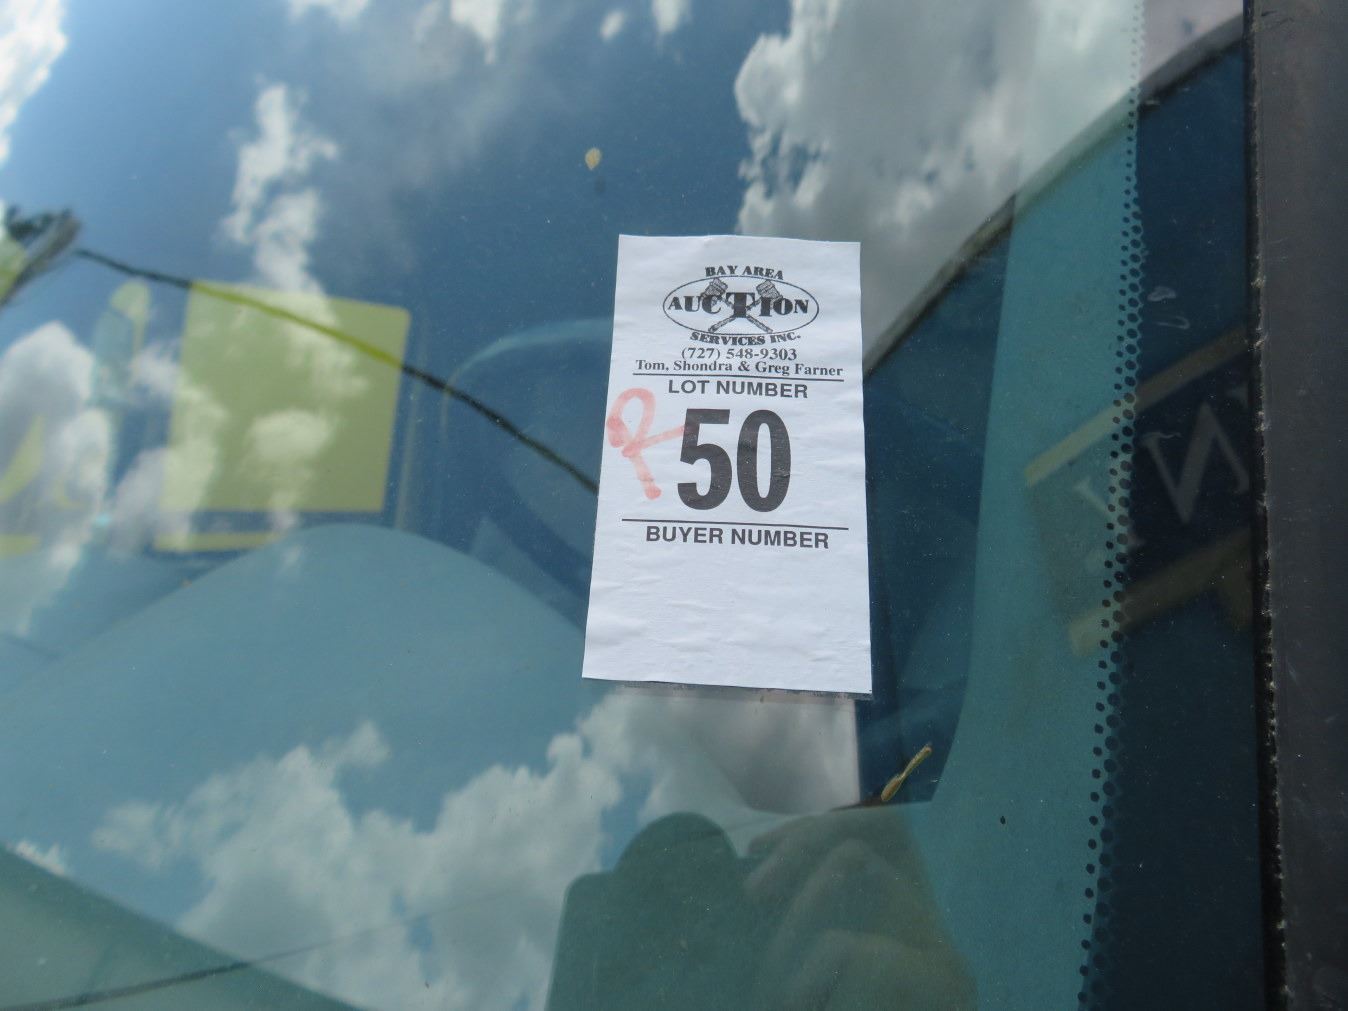 BAY AREA
AUCTION
SERVICES INC.
(727) 548-9303
Tom, Shondra & Greg Farner
LOT NUMBER
R 50
BUYER NUMBER